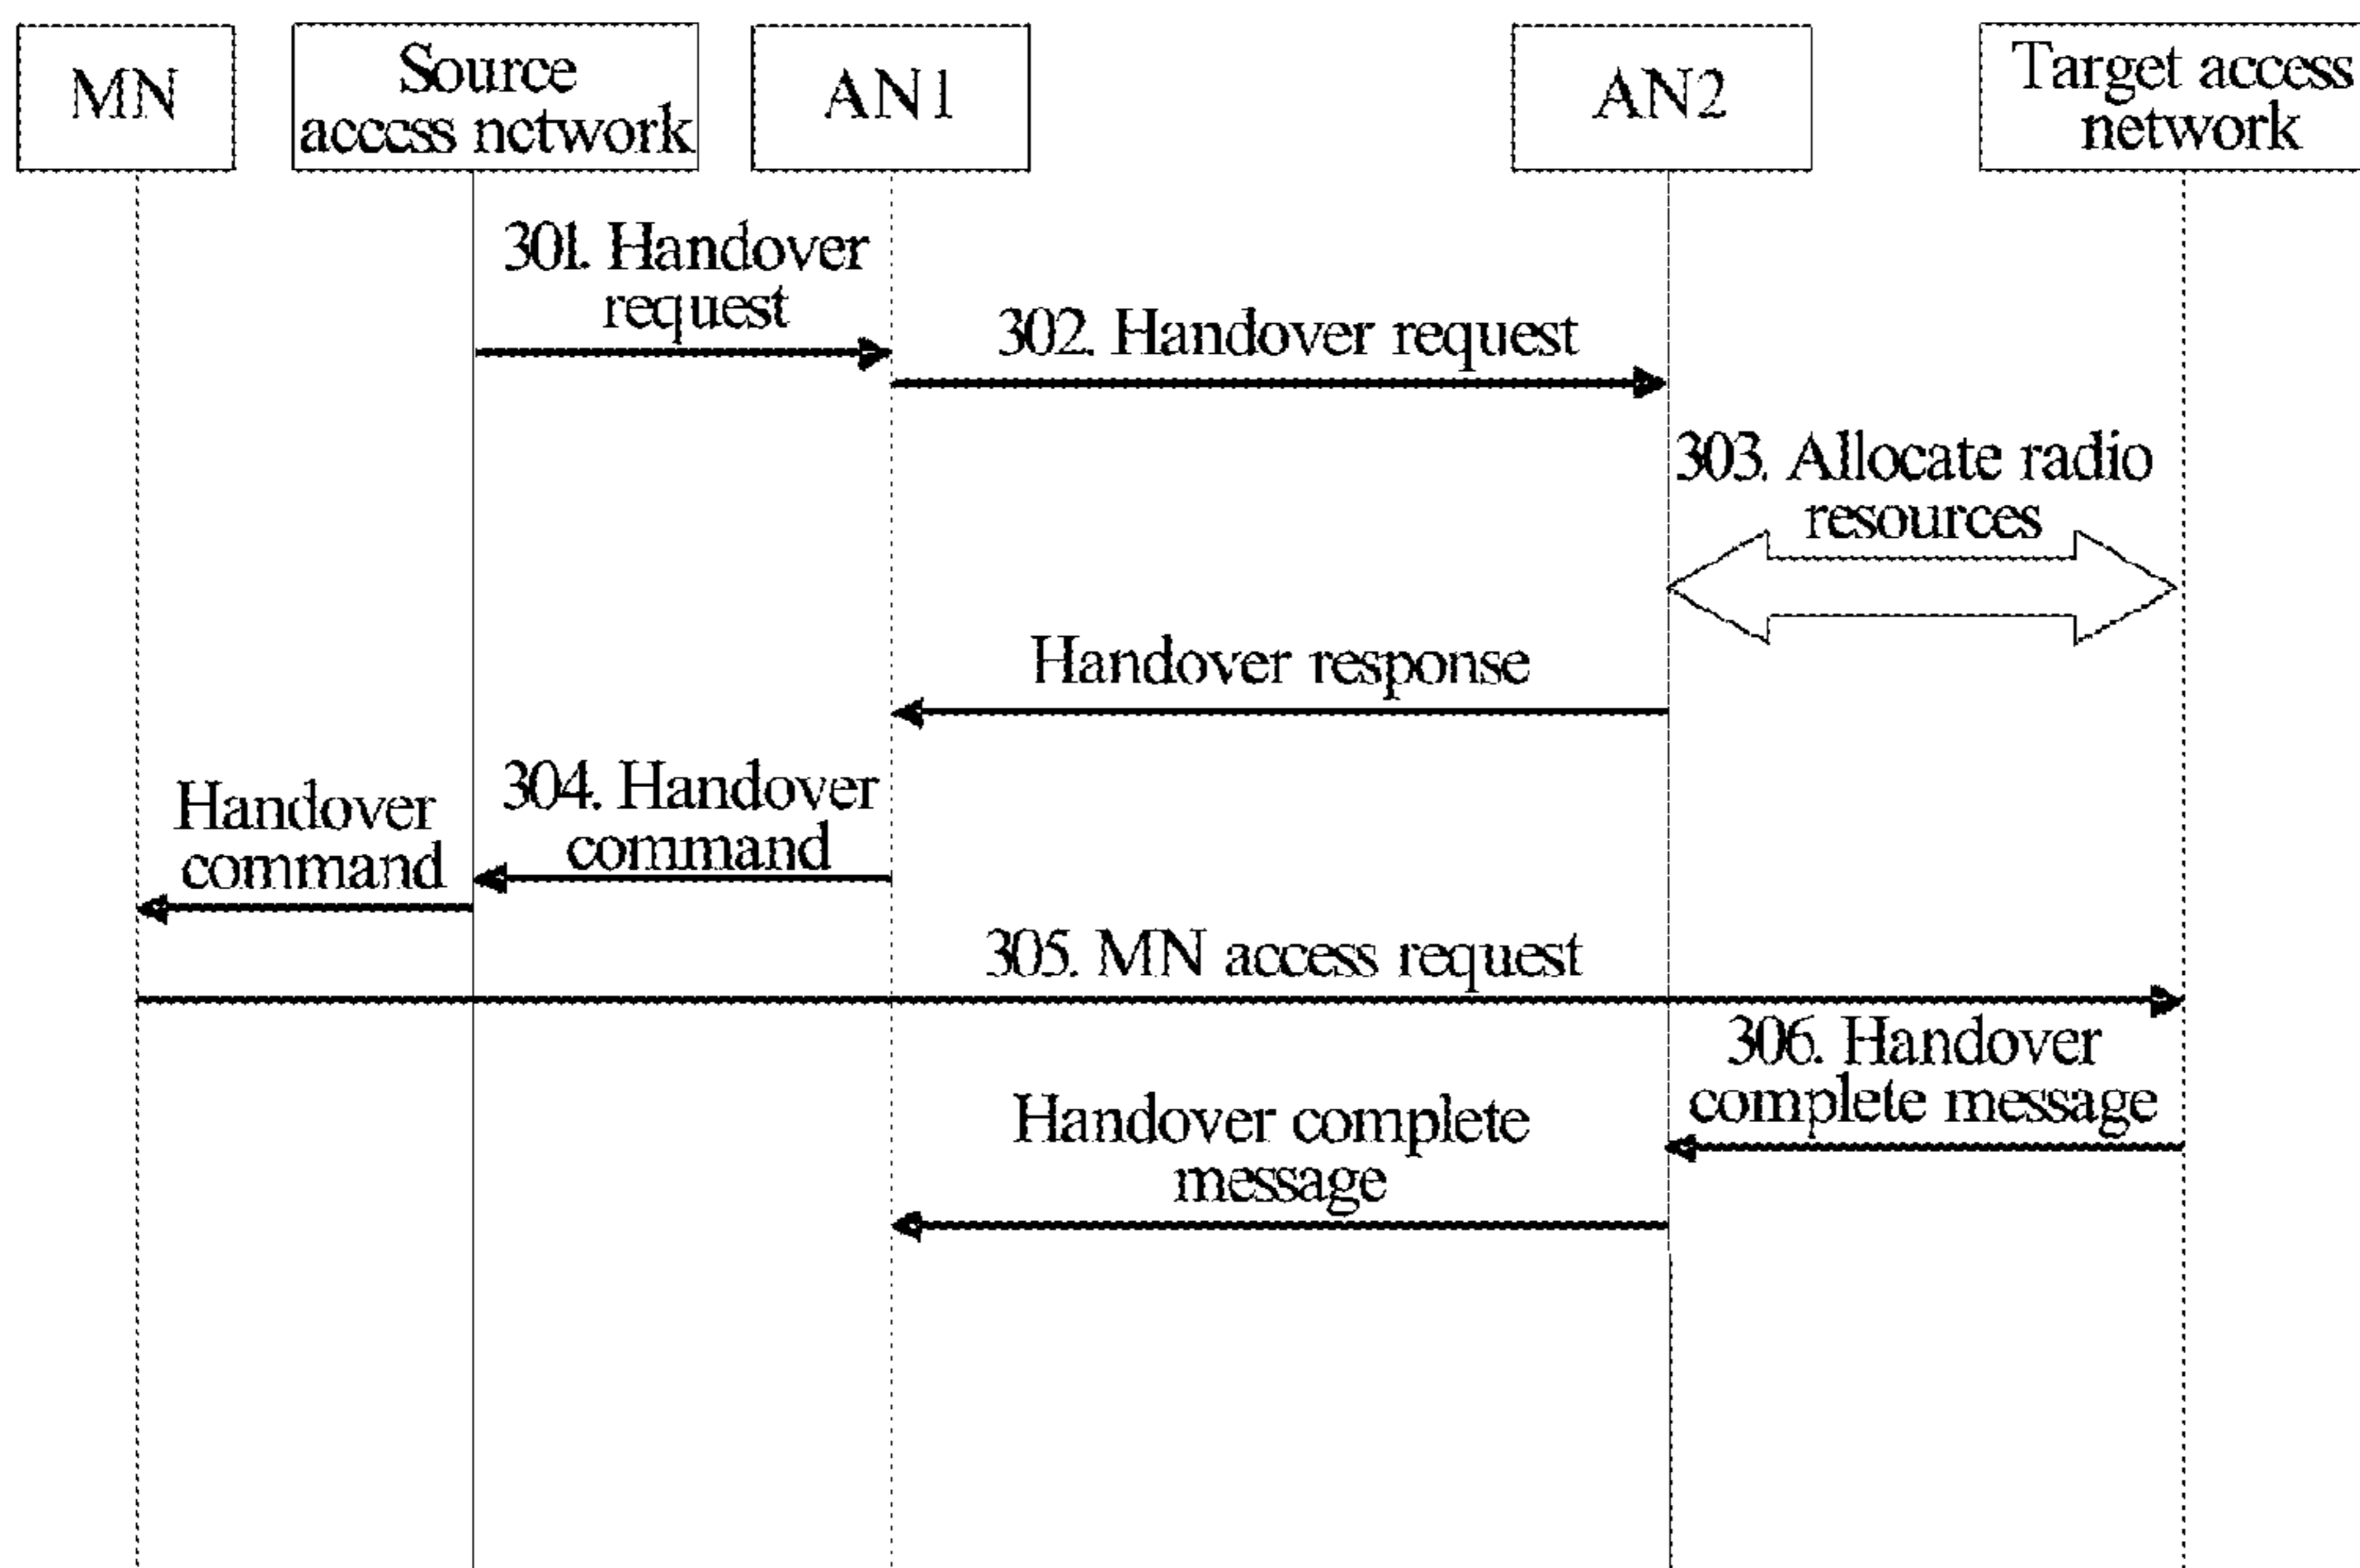 MN
Source
access network
AN1
AN2
Target access
network
301. Handover
request
302. Handover request
303. Allocate radio
resources
Handover response
304. Handover
command
Handover
command
305. MN access request
306. Handover
complete message
Handover complete
message